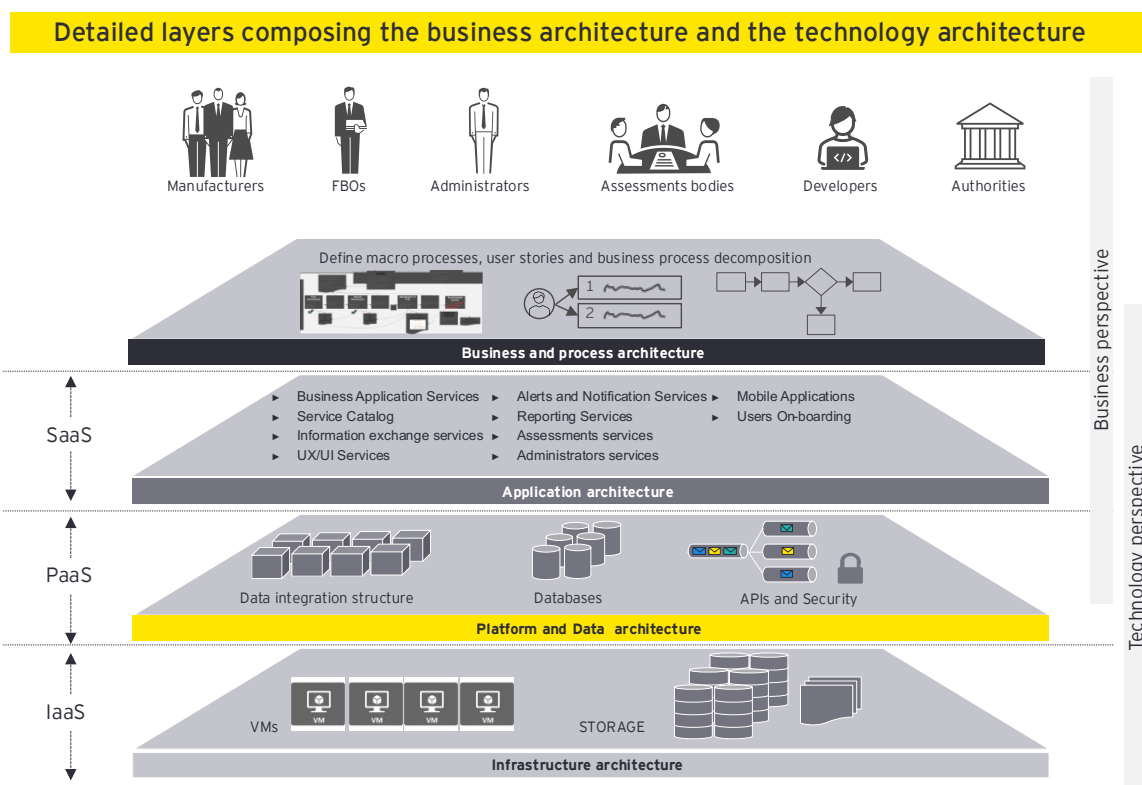 Detailed layers composing the business architecture and the technology architecture
Manufacturers
FBOs
Administrators
Assessments bodies
</>
Developers
Authorities
Define macro processes, user stories and business process decomposition
1
2
Business and process architecture
Business perspective
Technology perspective
SaaS
► Business Application Services
► Service Catalog
► Information exchange services
► UX/UI Services
► Alerts and Notification Services
► Reporting Services
► Assessments services
► Administrators services
► Mobile Applications
► Users On-boarding
Application architecture
PaaS
Data integration structure
Databases
APIs and Security
Platform and Data architecture
IaaS
VMs
VM
VM
VM
VM
STORAGE
Infrastructure architecture